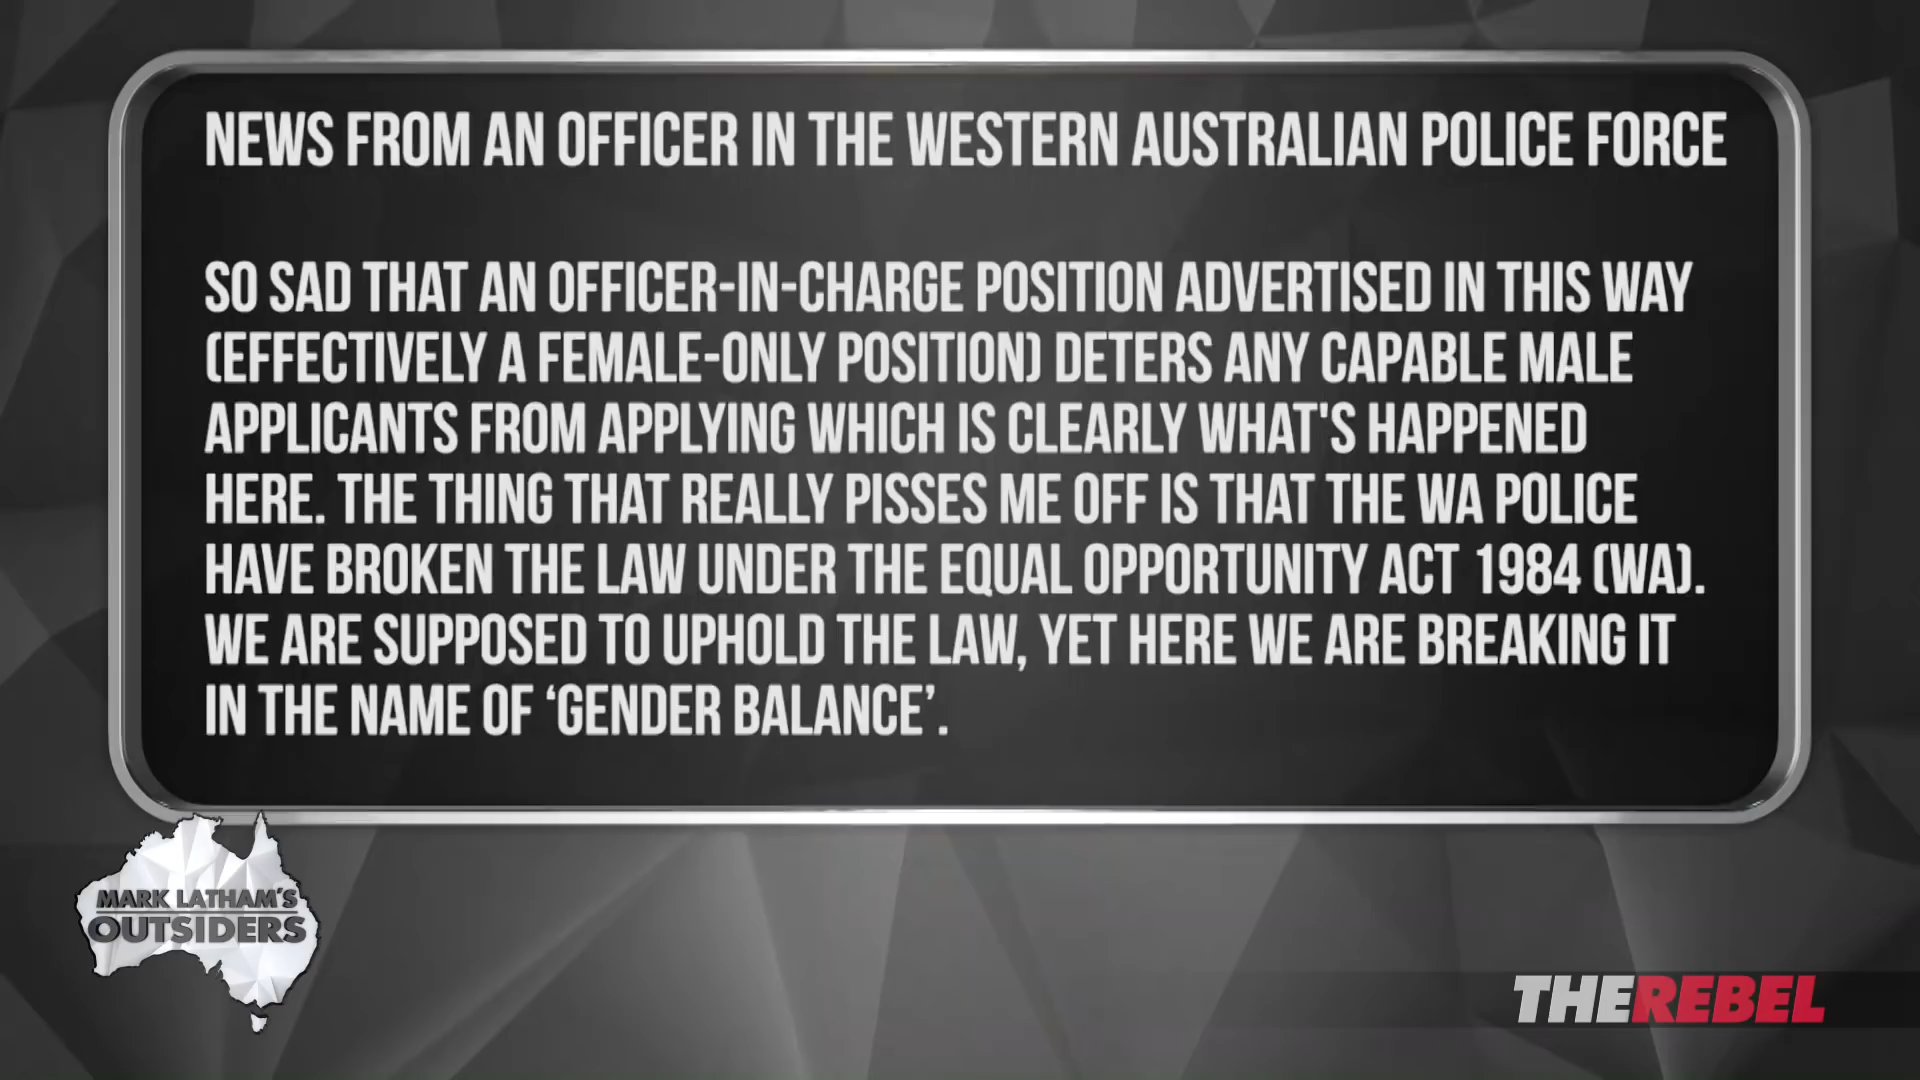 NEWS FROM AN OFFICER IN THE WESTERN AUSTRALIAN POLICE FORCE
SO SAD THAT AN OFFICER-IN-CHARGE POSITION ADVERTISED IN THIS WAY
(EFFECTIVELY A FEMALE-ONLY POSITION) DETERS ANY CAPABLE MALE
APPLICANTS FROM APPLYING WHICH IS CLEARLY WHAT'S HAPPENED
HERE. THE THING THAT REALLY PISSES ME OFF IS THAT THE WA POLICE
HAVE BROKEN THE LAW UNDER THE EQUAL OPPORTUNITY ACT 1984 (WA).
WE ARE SUPPOSED TO UPHOLD THE LAW, YET HERE WE ARE BREAKING IT
IN THE NAME OF ‘GENDER BALANCE’.
MARK LATHAM'S
OUTSIDERS
THEREBEL